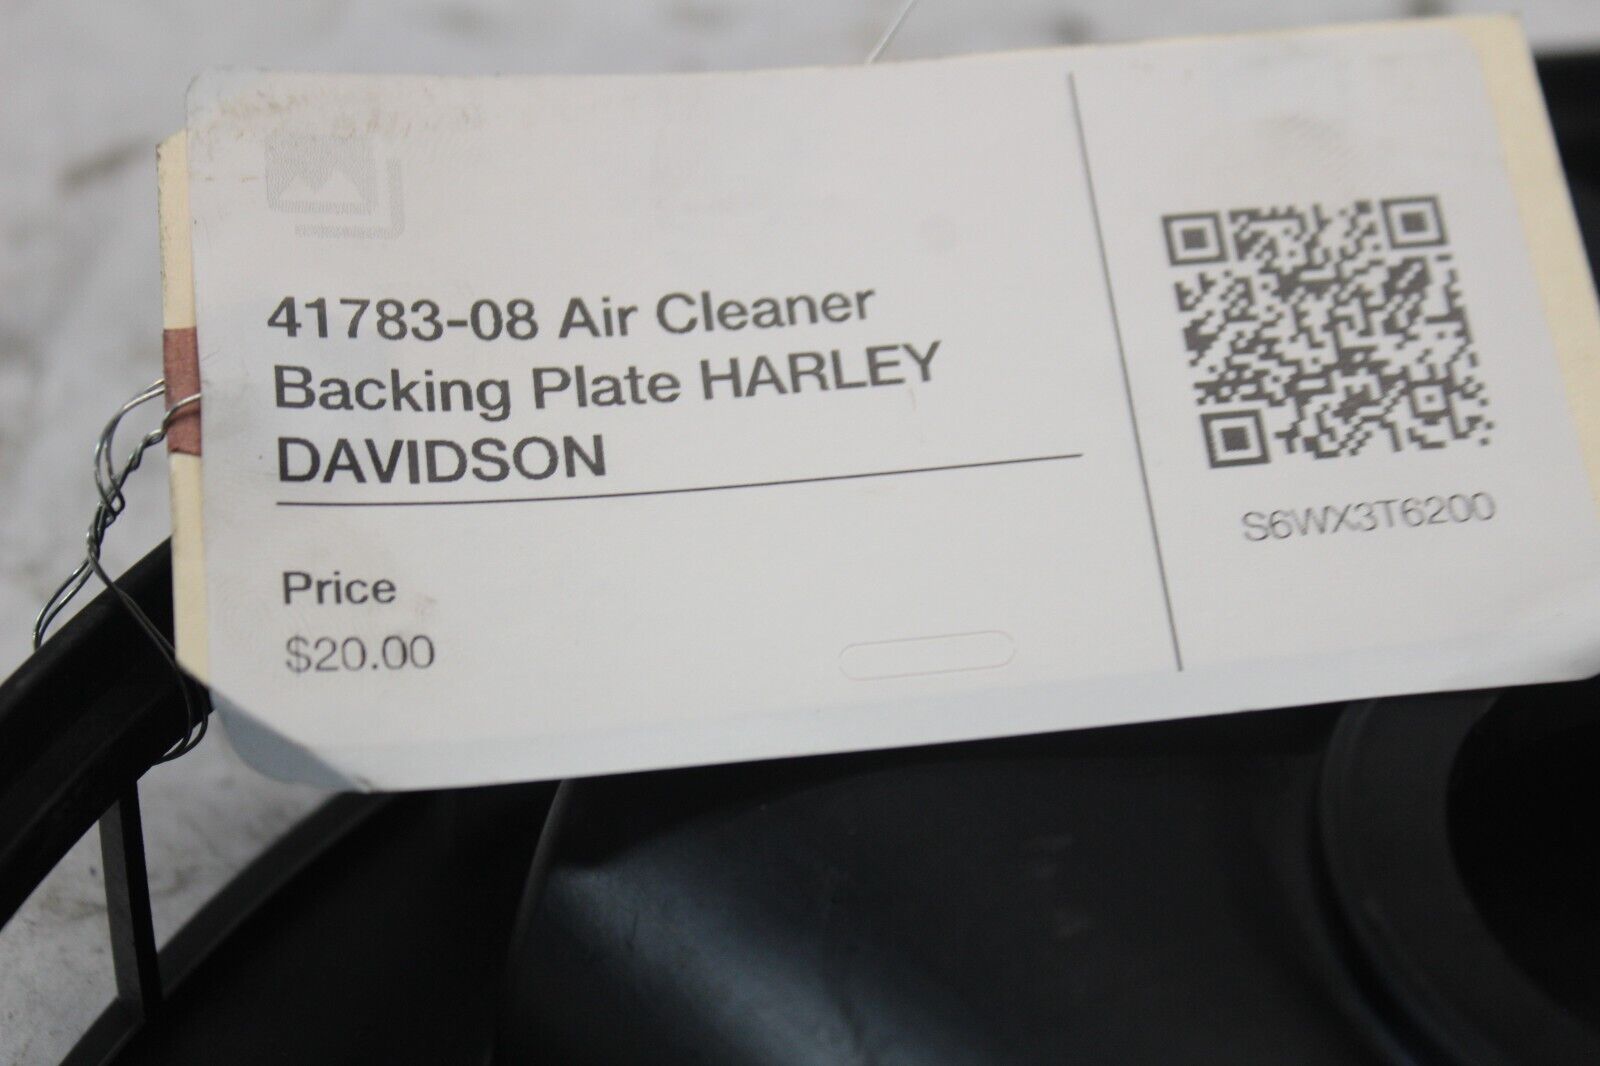 41783-08 Air Cleaner
Backing Plate HARLEY
DAVIDSON
Price
$20.00
S6WX3T6200